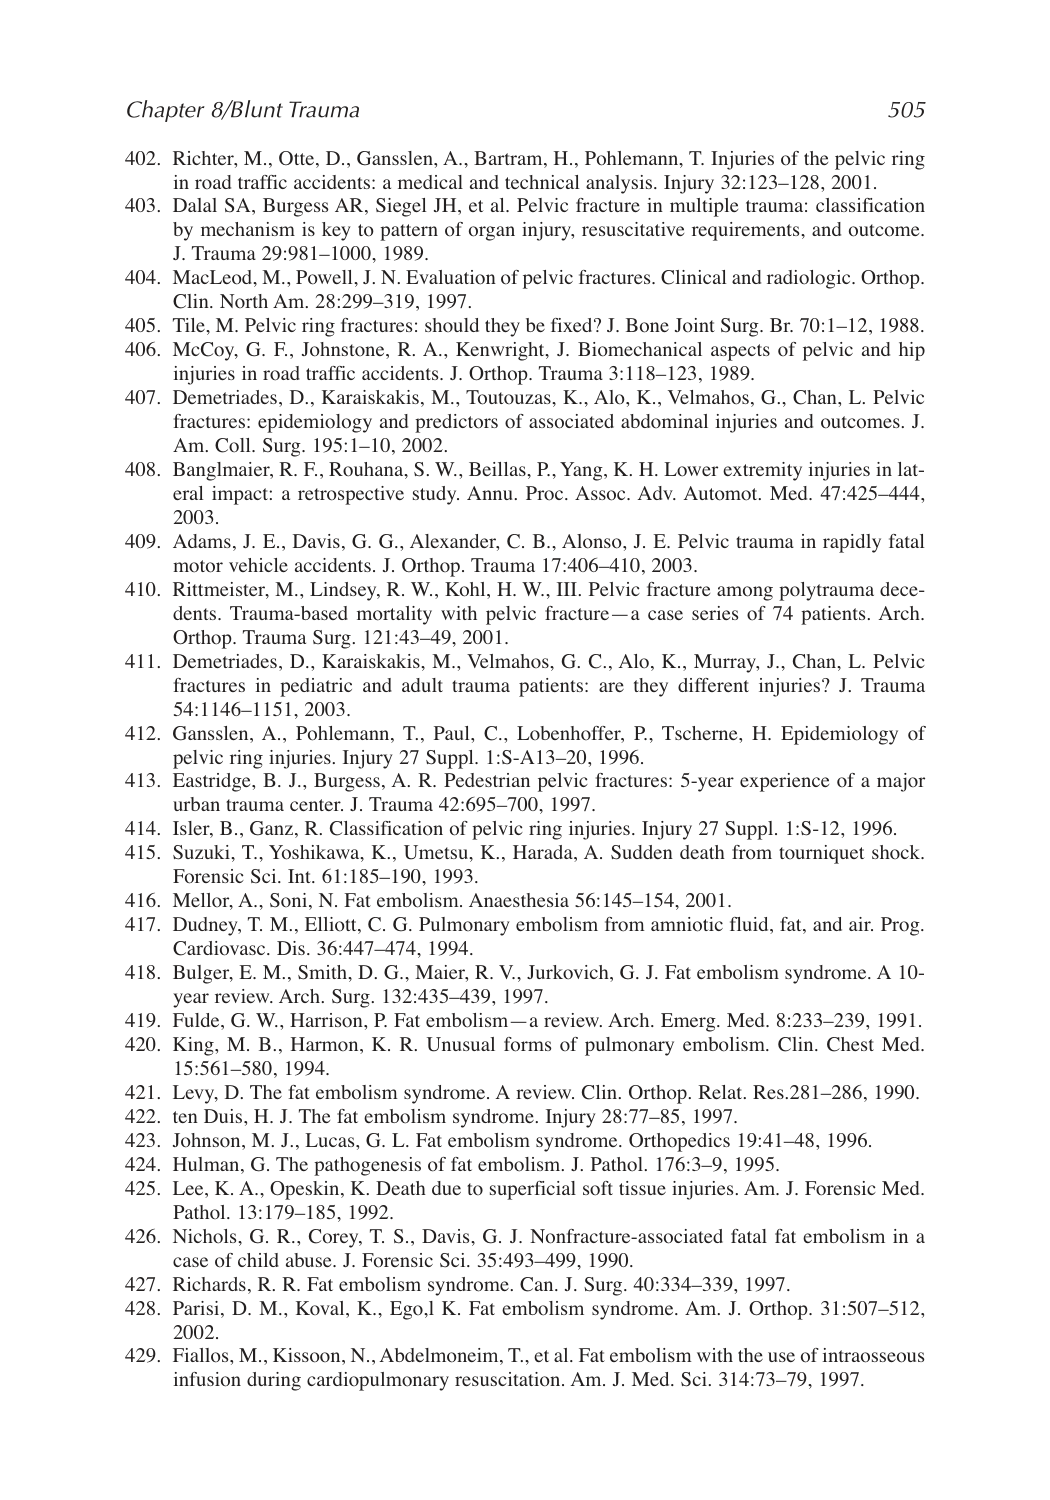 Chapter 8/Blunt Trauma 505
402. Richter, M., Otte, D., Gansslen, A., Bartram, H., Pohlemann, T. Injuries of the pelvic ring
in road traffic accidents: a medical and technical analysis. Injury 32:123–128, 2001.
403. Dalal SA, Burgess AR, Siegel JH, et al. Pelvic fracture in multiple trauma: classification
by mechanism is key to pattern of organ injury, resuscitative requirements, and outcome.
J. Trauma 29:981–1000, 1989.
404. MacLeod, M., Powell, J. N. Evaluation of pelvic fractures. Clinical and radiologic. Orthop.
Clin. North Am. 28:299–319, 1997.
405. Tile, M. Pelvic ring fractures: should they be fixed? J. Bone Joint Surg. Br. 70:1–12, 1988.
406. McCoy, G. F., Johnstone, R. A., Kenwright, J. Biomechanical aspects of pelvic and hip
injuries in road traffic accidents. J. Orthop. Trauma 3:118–123, 1989.
407. Demetriades, D., Karaiskakis, M., Toutouzas, K., Alo, K., Velmahos, G., Chan, L. Pelvic
fractures: epidemiology and predictors of associated abdominal injuries and outcomes. J.
Am. Coll. Surg. 195:1–10, 2002.
408. Banglmaier, R. F., Rouhana, S. W., Beillas, P., Yang, K. H. Lower extremity injuries in lat-
eral impact: a retrospective study. Annu. Proc. Assoc. Adv. Automot. Med. 47:425–444,
2003.
409. Adams, J. E., Davis, G. G., Alexander, C. B., Alonso, J. E. Pelvic trauma in rapidly fatal
motor vehicle accidents. J. Orthop. Trauma 17:406–410, 2003.
410. Rittmeister, M., Lindsey, R. W., Kohl, H. W., III. Pelvic fracture among polytrauma dece-
dents. Trauma-based mortality with pelvic fracture—a case series of 74 patients. Arch.
Orthop. Trauma Surg. 121:43–49, 2001.
411. Demetriades, D., Karaiskakis, M., Velmahos, G. C., Alo, K., Murray, J., Chan, L. Pelvic
fractures in pediatric and adult trauma patients: are they different injuries? J. Trauma
54:1146–1151, 2003.
412. Gansslen, A., Pohlemann, T., Paul, C., Lobenhoffer, P., Tscherne, H. Epidemiology of
pelvic ring injuries. Injury 27 Suppl. 1:S-A13–20, 1996.
413. Eastridge, B. J., Burgess, A. R. Pedestrian pelvic fractures: 5-year experience of a major
urban trauma center. J. Trauma 42:695–700, 1997.
414. Isler, B., Ganz, R. Classification of pelvic ring injuries. Injury 27 Suppl. 1:S-12, 1996.
415. Suzuki, T., Yoshikawa, K., Umetsu, K., Harada, A. Sudden death from tourniquet shock.
Forensic Sci. Int. 61:185–190, 1993.
416. Mellor, A., Soni, N. Fat embolism. Anaesthesia 56:145–154, 2001.
417. Dudney, T. M., Elliott, C. G. Pulmonary embolism from amniotic fluid, fat, and air. Prog.
Cardiovasc. Dis. 36:447–474, 1994.
418. Bulger, E. M., Smith, D. G., Maier, R. V., Jurkovich, G. J. Fat embolism syndrome. A 10-
year review. Arch. Surg. 132:435–439, 1997.
419. Fulde, G. W., Harrison, P. Fat embolism—a review. Arch. Emerg. Med. 8:233–239, 1991.
420. King, M. B., Harmon, K. R. Unusual forms of pulmonary embolism. Clin. Chest Med.
15:561–580, 1994.
421. Levy, D. The fat embolism syndrome. A review. Clin. Orthop. Relat. Res.281–286, 1990.
422. ten Duis, H. J. The fat embolism syndrome. Injury 28:77–85, 1997.
423. Johnson, M. J., Lucas, G. L. Fat embolism syndrome. Orthopedics 19:41–48, 1996.
424. Hulman, G. The pathogenesis of fat embolism. J. Pathol. 176:3–9, 1995.
425. Lee, K. A., Opeskin, K. Death due to superficial soft tissue injuries. Am. J. Forensic Med.
Pathol. 13:179–185, 1992.
426. Nichols, G. R., Corey, T. S., Davis, G. J. Nonfracture-associated fatal fat embolism in a
case of child abuse. J. Forensic Sci. 35:493–499, 1990.
427. Richards, R. R. Fat embolism syndrome. Can. J. Surg. 40:334–339, 1997.
428. Parisi, D. M., Koval, K., Ego,l K. Fat embolism syndrome. Am. J. Orthop. 31:507–512,
2002.
429. Fiallos, M., Kissoon, N., Abdelmoneim, T., et al. Fat embolism with the use of intraosseous
infusion during cardiopulmonary resuscitation. Am. J. Med. Sci. 314:73–79, 1997.